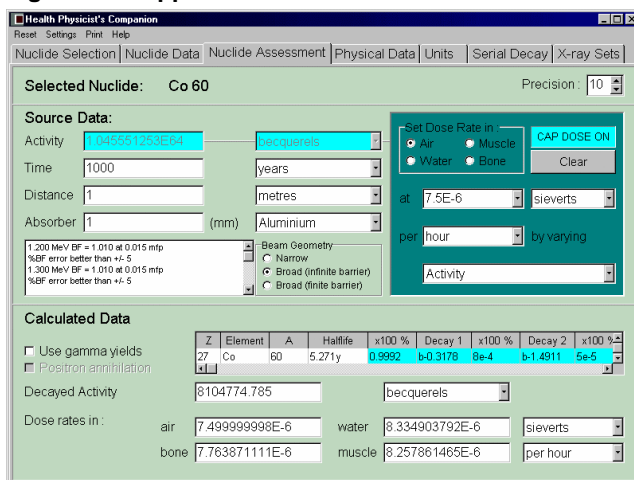 Health Physicist's Companion
Reset Settings Print Help
Nuclide Selection Nuclide Data Nuclide Assessment Physical Data Units Serial Decay X-ray Sets
Selected Nuclide: Co 60 Precision: 10
Source Data:
Activity 1.045551253E64 becquerels
Time 1000 years
Distance 1 metres
Absorber 1 (mm) Aluminium
1.200 MeV BF = 1.010 at 0.015 mfp
%BF error better than +/- 5
1.300 MeV BF = 1.010 at 0.015 mfp
%BF error better than +/- 5
Beam Geometry
Narrow
Broad (infinite barrier)
Broad (finite barrier)
Set Dose Rate in :
Air Muscle
Water Bone
CAP DOSE ON
Clear
at 7.5E-6 sieverts
per hour by varying
Activity
Calculated Data
Use gamma yields
Positron annihilation
Z Element A Halflife x100 % Decay 1 x100 % Decay 2 x100 %
27 Co 60 5.271y 0.9992 b-0.3178 8e-4 b-1.4911 5e-5
Decayed Activity 8104774.785 becquerels
Dose rates in : air 7.499999998E-6 water 8.334903792E-6 sieverts
bone 7.763871111E-6 muscle 8.257861465E-6 per hour